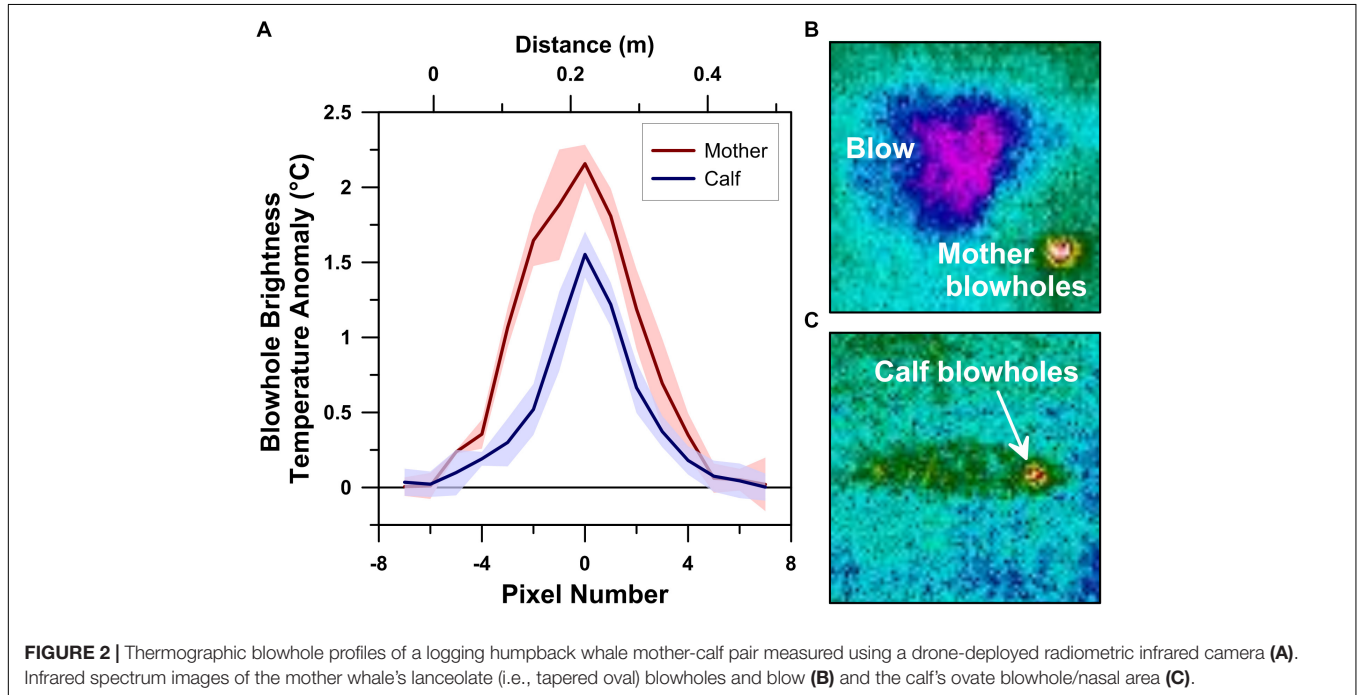 A
Distance (m)
0 0.2 0.4
2.5
2
1.5
1
0.5
0
Blowhole Brightness
Temperature Anomaly (°C)
Mother
Calf
-8 -4 0 4 8
Pixel Number
B
Blow
Mother
blowholes
C
Calf blowholes
FIGURE 2 | Thermographic blowhole profiles of a logging humpback whale mother-calf pair measured using a drone-deployed radiometric infrared camera (A).
Infrared spectrum images of the mother whale's lanceolate (i.e., tapered oval) blowholes and blow (B) and the calf's ovate blowhole/nasal area (C).